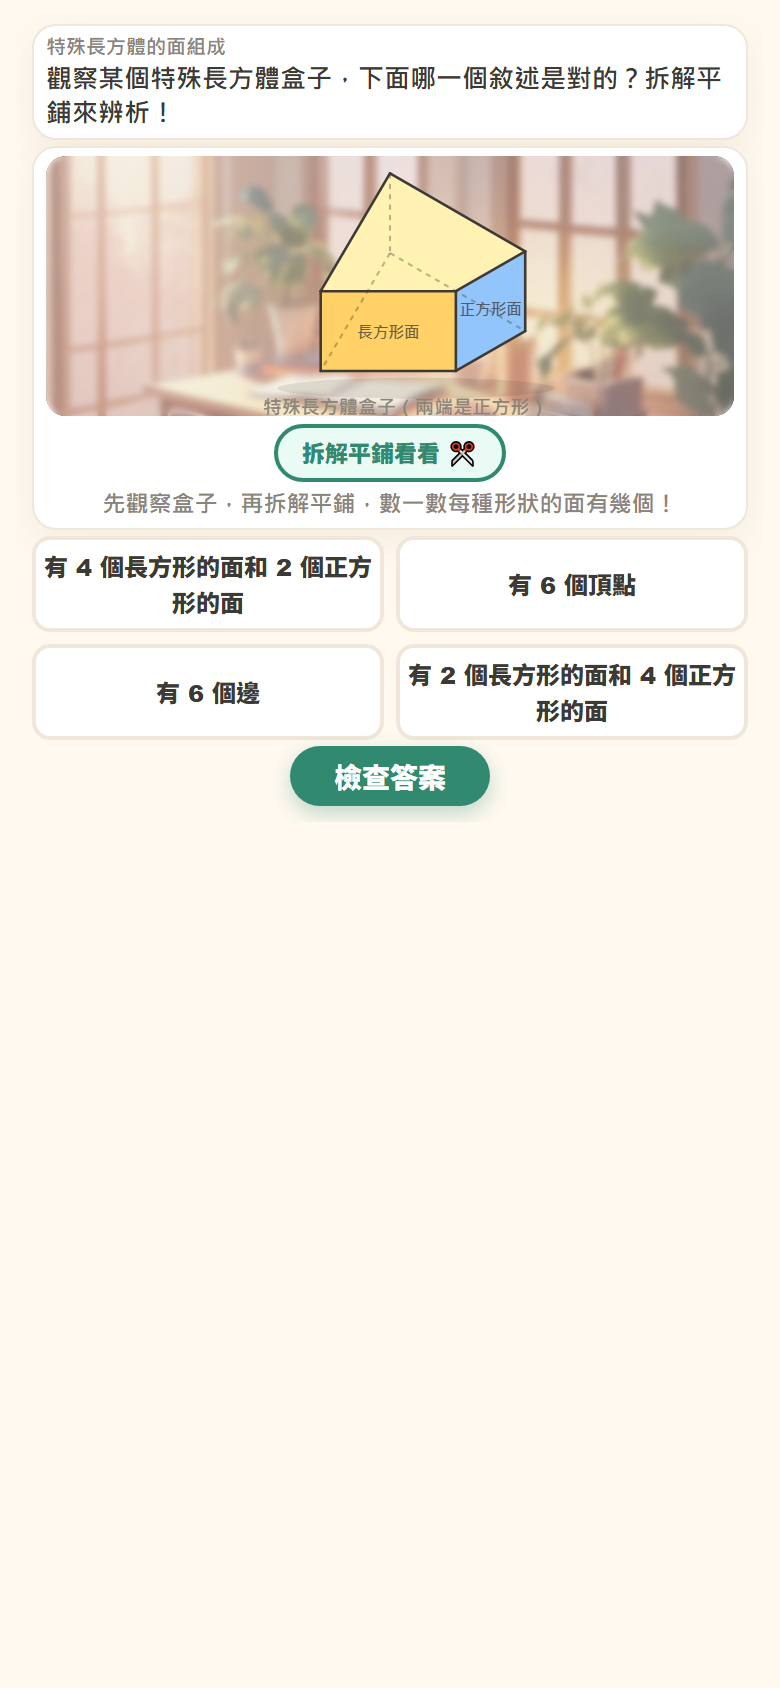 特殊長方體的面組成
觀察某個特殊長方體盒子，下面哪一個敘述是對的？拆解平
鋪來辨析！
長方形面
正方形面
特殊長方體盒子（兩端是正方形）
拆解平鋪看看
先觀察盒子，再拆解平鋪，數一數每種形狀的面有幾個！
有 4 個長方形的面和 2 個正方
形的面
有 6 個頂點
有 6 個邊
有 2 個長方形的面和 4 個正方
形的面
檢查答案